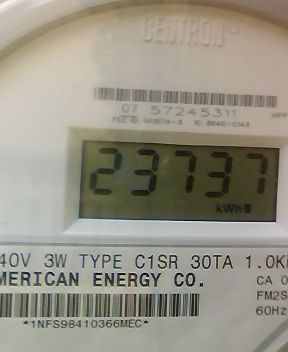 CENTRON
07 57245311
23737
kWh
40V 3W TYPE C1SR 30TA 1.0K
MERICAN ENERGY CO.
CA 0
FM2S
60Hz
*1NFS98410366MEC*